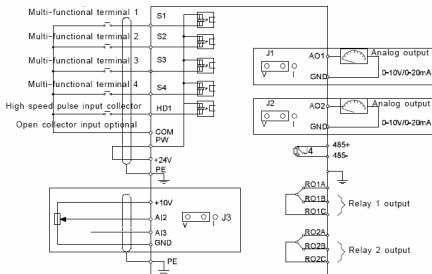 Multi-functional terminal 1
S1
Multi-functional terminal 2
S2
Multi-functional terminal 3
S3
Multi-functional terminal 4
S4
High speed pulse input collector
HD1
Open collector input optional
COM
PW
+24V
PE
+10V
AI2
J3
AI3
GND
PE
J1
V
I
AO1
Analog output
GND
0-10V/0-20mA
J2
V
I
AO2
Analog output
GND
0-10V/0-20mA
J4
485+
485-
RO1A
RO1B
RO1C
Relay 1 output
RO2A
RO2B
RO2C
Relay 2 output
V
I